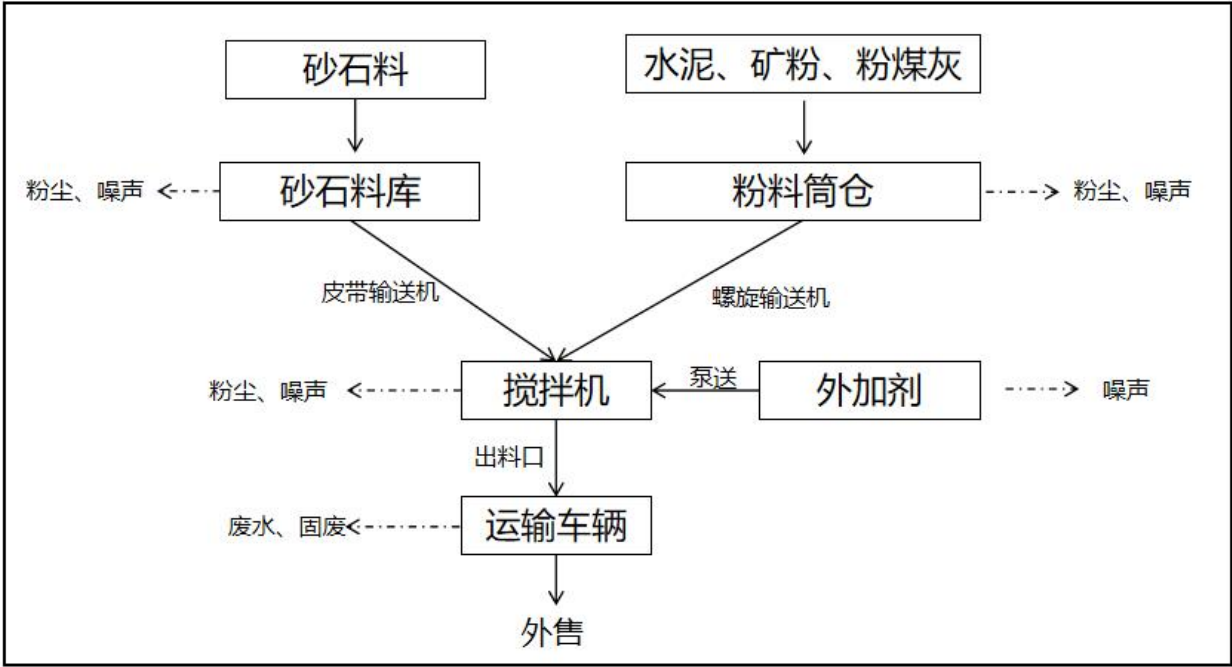 砂石料
水泥、矿粉、粉煤灰
粉尘、噪声
砂石料库
粉料筒仓
粉尘、噪声
皮带输送机
螺旋输送机
粉尘、噪声
搅拌机
泵送
外加剂
噪声
出料口
废水、固废
运输车辆
外售